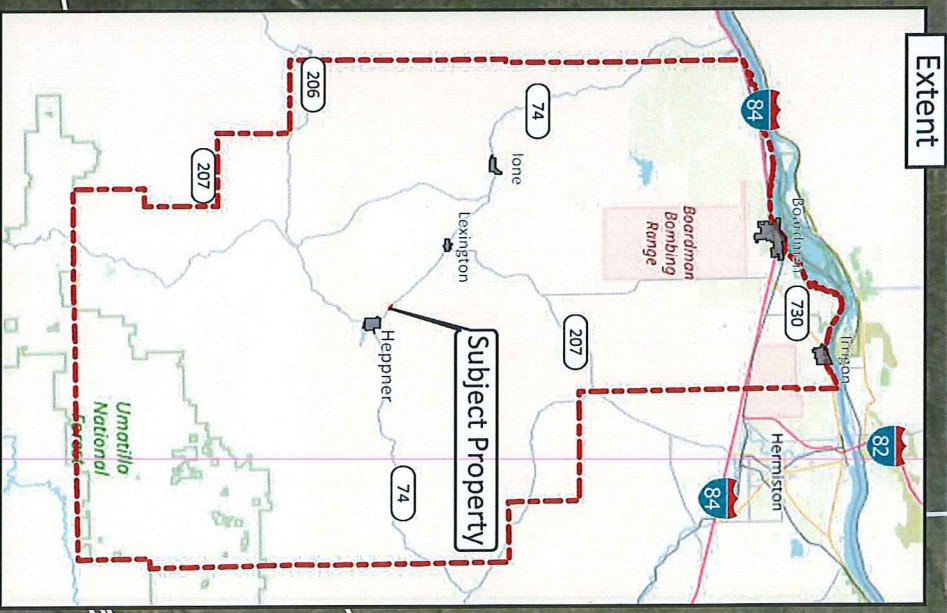 Extent
82
Irrigon
Boardman
730
Hermiston
84
84
Boardman
Bombing
Range
207
74
Ione
Subject Property
Lexington
74
Heppner
206
207
Umatilla
National
Forest